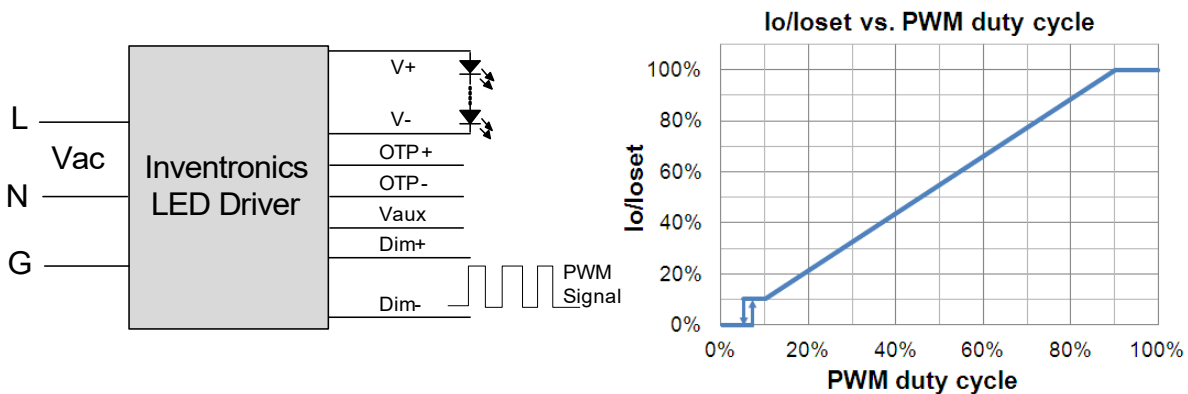 L
Vac
N
G
Inventronics
LED Driver
V+
V-
OTP+
OTP-
Vaux
Dim+
Dim-
PWM
Signal
Io/Ioset vs. PWM duty cycle
Io/Ioset
100%
80%
60%
40%
20%
0%
0% 20% 40% 60% 80% 100%
PWM duty cycle